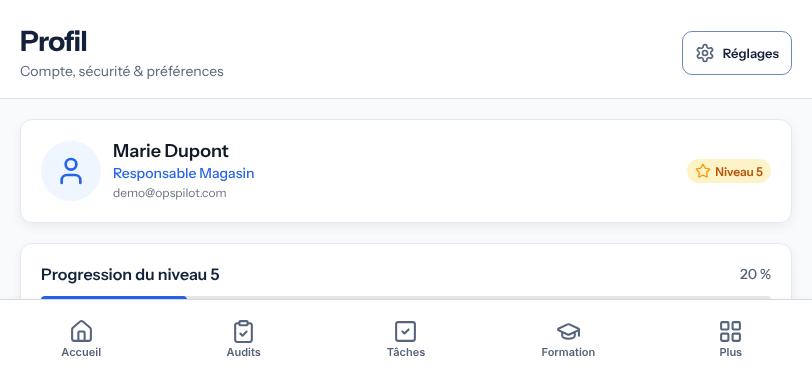 Profil
Compte, sécurité & préférences
Réglages
Marie Dupont
Responsable Magasin
demo@opspilot.com
Niveau 5
Progression du niveau 5
20 %
Accueil
Audits
Tâches
Formation
Plus